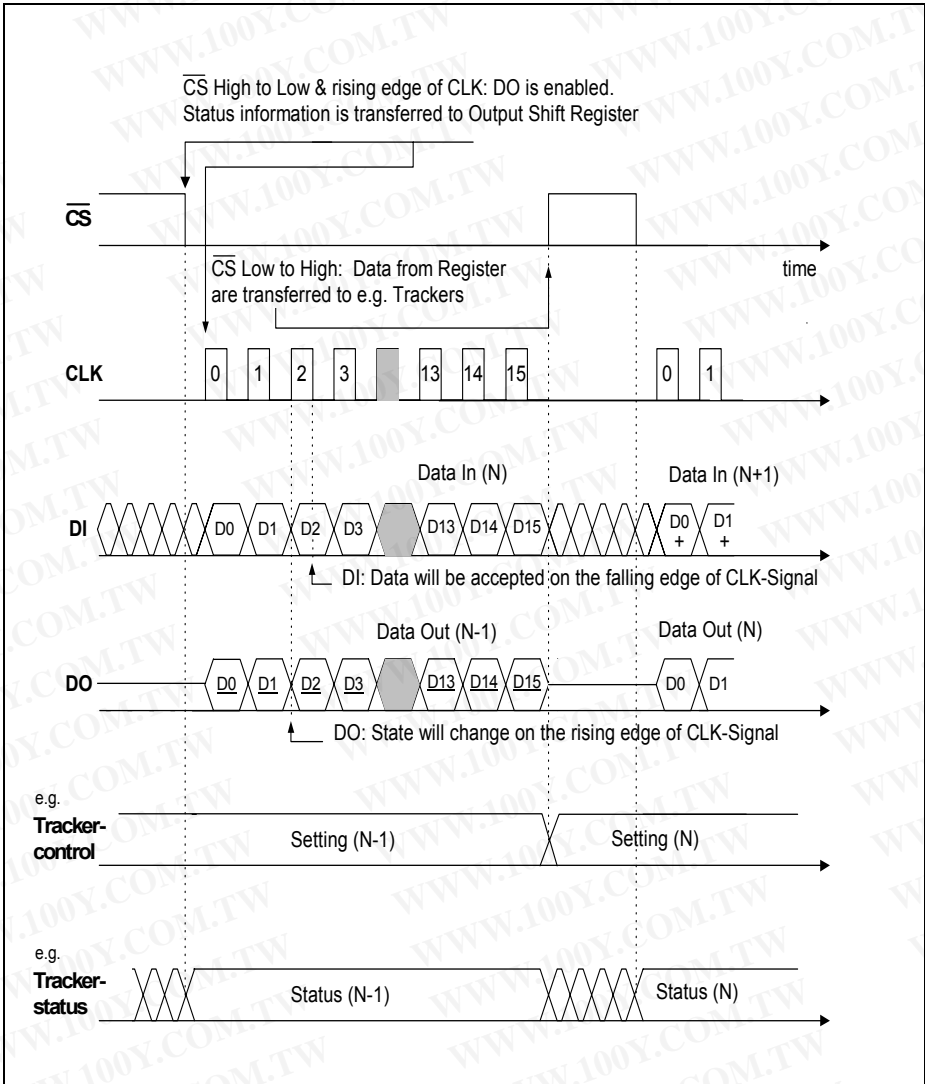 WWW.100Y.COM.TW
C̅S̅ High to Low & rising edge of CLK: DO is enabled.
Status information is transferred to Output Shift Register
C̅S̅
time
C̅S̅ Low to High: Data from Register
are transferred to e.g. Trackers
CLK
0 1 2 3 13 14 15 0 1
Data In (N) Data In (N+1)
DI D0 D1 D2 D3 D13 D14 D15 D0 + D1 +
DI: Data will be accepted on the falling edge of CLK-Signal
Data Out (N-1) Data Out (N)
DO D0 D1 D2 D3 D13 D14 D15 D0 D1
DO: State will change on the rising edge of CLK-Signal
e.g.
Tracker-
control
Setting (N-1) Setting (N)
e.g.
Tracker-
status
Status (N-1) Status (N)